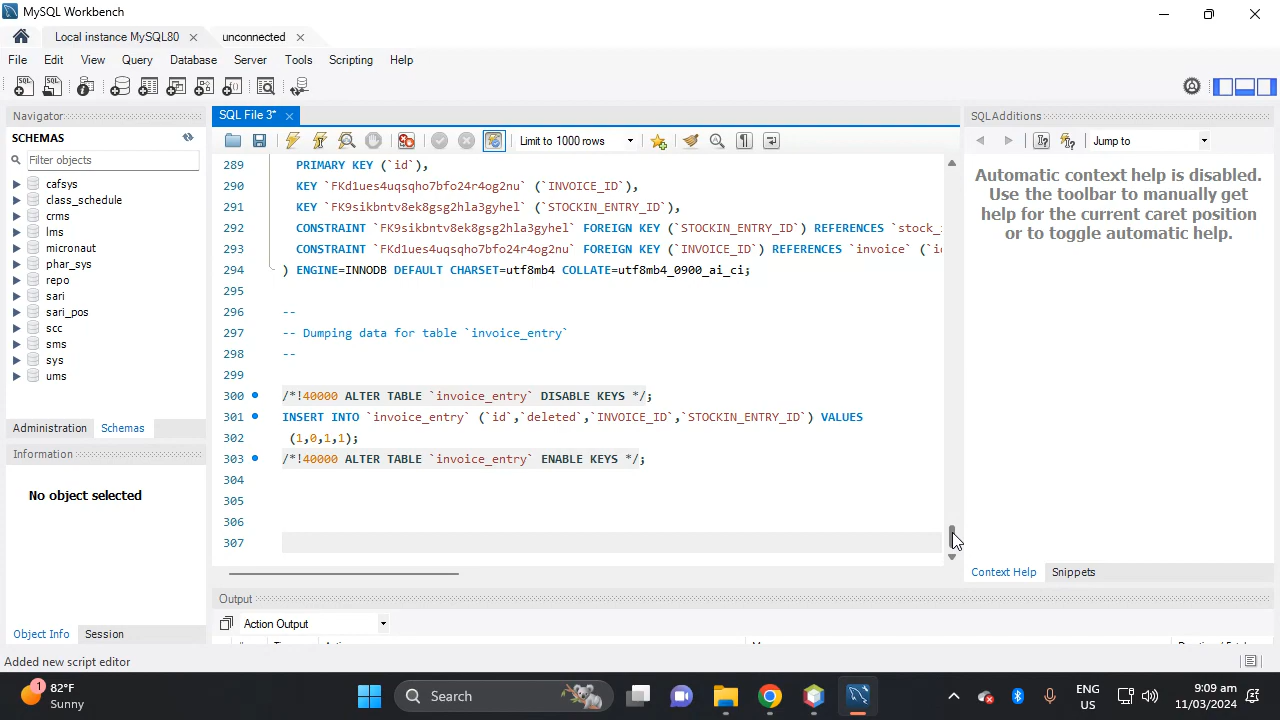 MySQL Workbench
Local instance MySQL80 unconnected
File Edit View Query Database Server Tools Scripting Help
Navigator
SCHEMAS
Filter objects
cafsys
class_schedule
crms
lms
micronaut
phar_sys
repo
sari
sari_pos
scc
sms
sys
ums
Administration Schemas
Information
No object selected
Object Info Session
SQL File 3*
Limit to 1000 rows
289 PRIMARY KEY (`id`),
290 KEY `FKd1ues4uqsqho7bfo24r4og2nu` (`INVOICE_ID`),
291 KEY `FK9sikbntv8ek8gsg2hla3gyhel` (`STOCKIN_ENTRY_ID`),
292 CONSTRAINT `FK9sikbntv8ek8gsg2hla3gyhel` FOREIGN KEY (`STOCKIN_ENTRY_ID`) REFERENCES `stock_
293 CONSTRAINT `FKd1ues4uqsqho7bfo24r4og2nu` FOREIGN KEY (`INVOICE_ID`) REFERENCES `invoice` (`i
294 ) ENGINE=INNODB DEFAULT CHARSET=utf8mb4 COLLATE=utf8mb4_0900_ai_ci;
295
296 --
297 -- Dumping data for table `invoice_entry`
298 --
299
300 /*!40000 ALTER TABLE `invoice_entry` DISABLE KEYS */;
301 INSERT INTO `invoice_entry` (`id`,`deleted`,`INVOICE_ID`,`STOCKIN_ENTRY_ID`) VALUES
302 (1,0,1,1);
303 /*!40000 ALTER TABLE `invoice_entry` ENABLE KEYS */;
304
305
306
307
SQLAdditions
Jump to
Automatic context help is disabled.
Use the toolbar to manually get
help for the current caret position
or to toggle automatic help.
Context Help Snippets
Output
Action Output
Added new script editor
1
82°F
Sunny
Search
ENG
US
9:09 am
11/03/2024